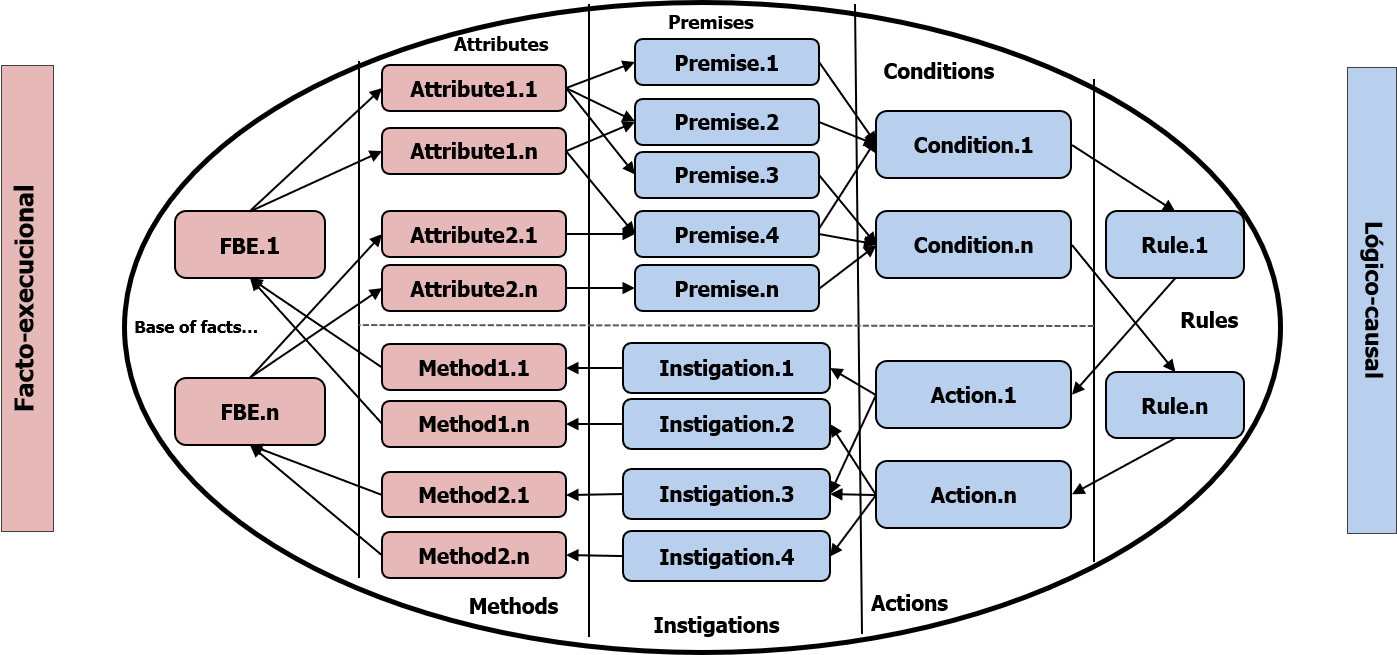 Facto-execucional
Base of facts...
FBE.1
FBE.n
Attributes
Attribute1.1
Attribute1.n
Attribute2.1
Attribute2.n
Method1.1
Method1.n
Method2.1
Method2.n
Methods
Premises
Premise.1
Premise.2
Premise.3
Premise.4
Premise.n
Instigation.1
Instigation.2
Instigation.3
Instigation.4
Instigations
Conditions
Condition.1
Condition.n
Action.1
Action.n
Actions
Rule.1
Rules
Rule.n
Lógico-causal